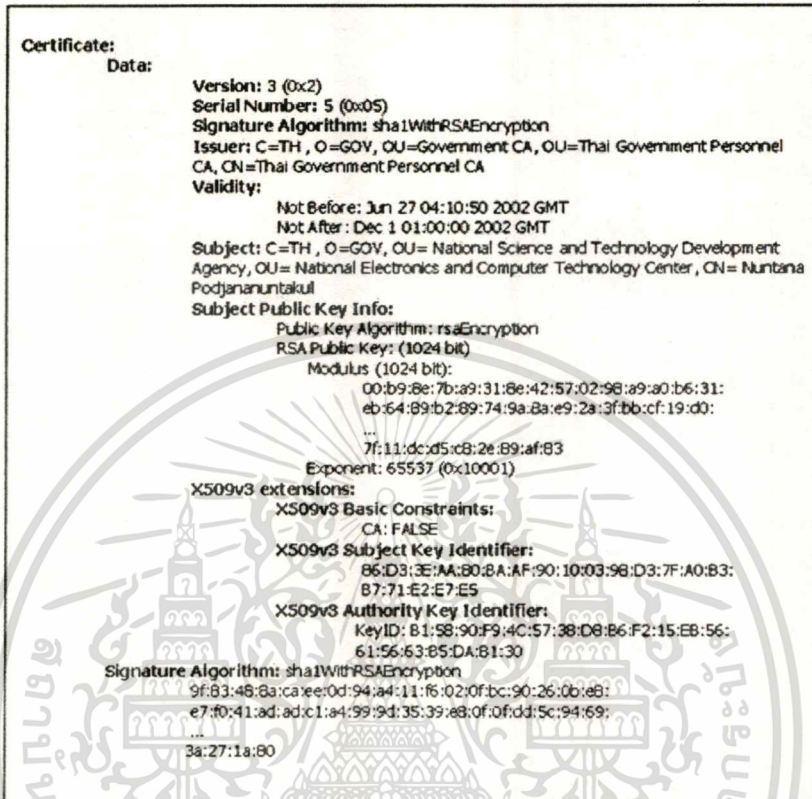 Certificate:
Data:
Version: 3 (0x2)
Serial Number: 5 (0x05)
Signature Algorithm: sha1WithRSAEncryption
Issuer: C=TH , O=GOV, OU=Government CA, OU=Thai Government Personnel
CA, CN=Thai Government Personnel CA
Validity:
Not Before: Jun 27 04:10:50 2002 GMT
Not After : Dec 1 01:00:00 2002 GMT
Subject: C=TH , O=GOV, OU= National Science and Technology Development
Agency, OU= National Electronics and Computer Technology Center , CN= Nuntana
Podjananuntakul
Subject Public Key Info:
Public Key Algorithm: rsaEncryption
RSA Public Key: (1024 bit)
Modulus (1024 bit):
00:b9:8e:7b:a9:31:8e:42:57:02:98:a9:a0:b6:31:
eb:64:89:b2:89:74:9a:8a:e9:2a:3f:bb:cf:19:d0:
...
7f:11:dc:d5:c8:2e:89:af:83
Exponent: 65537 (0x10001)
X509v3 extensions:
X509v3 Basic Constraints:
CA: FALSE
X509v3 Subject Key Identifier:
86:D3:3E:AA:80:BA:AF:90:10:03:98:D3:7F:A0:B3:
B7:71:E2:E7:E5
X509v3 Authority Key Identifier:
KeyID: B1:58:90:F9:4C:57:38:D8:B6:F2:15:EB:56:
61:56:63:85:DA:B1:30
Signature Algorithm: sha1WithRSAEncryption
9f:83:48:8a:ca:ee:0d:94:a4:11:f6:02:0f:bc:90:26:0b:e8:
e7:f0:41:ad:ad:c1:a4:99:9d:35:39:e8:0f:0f:dd:5c:94:69:
...
3a:27:1a:80